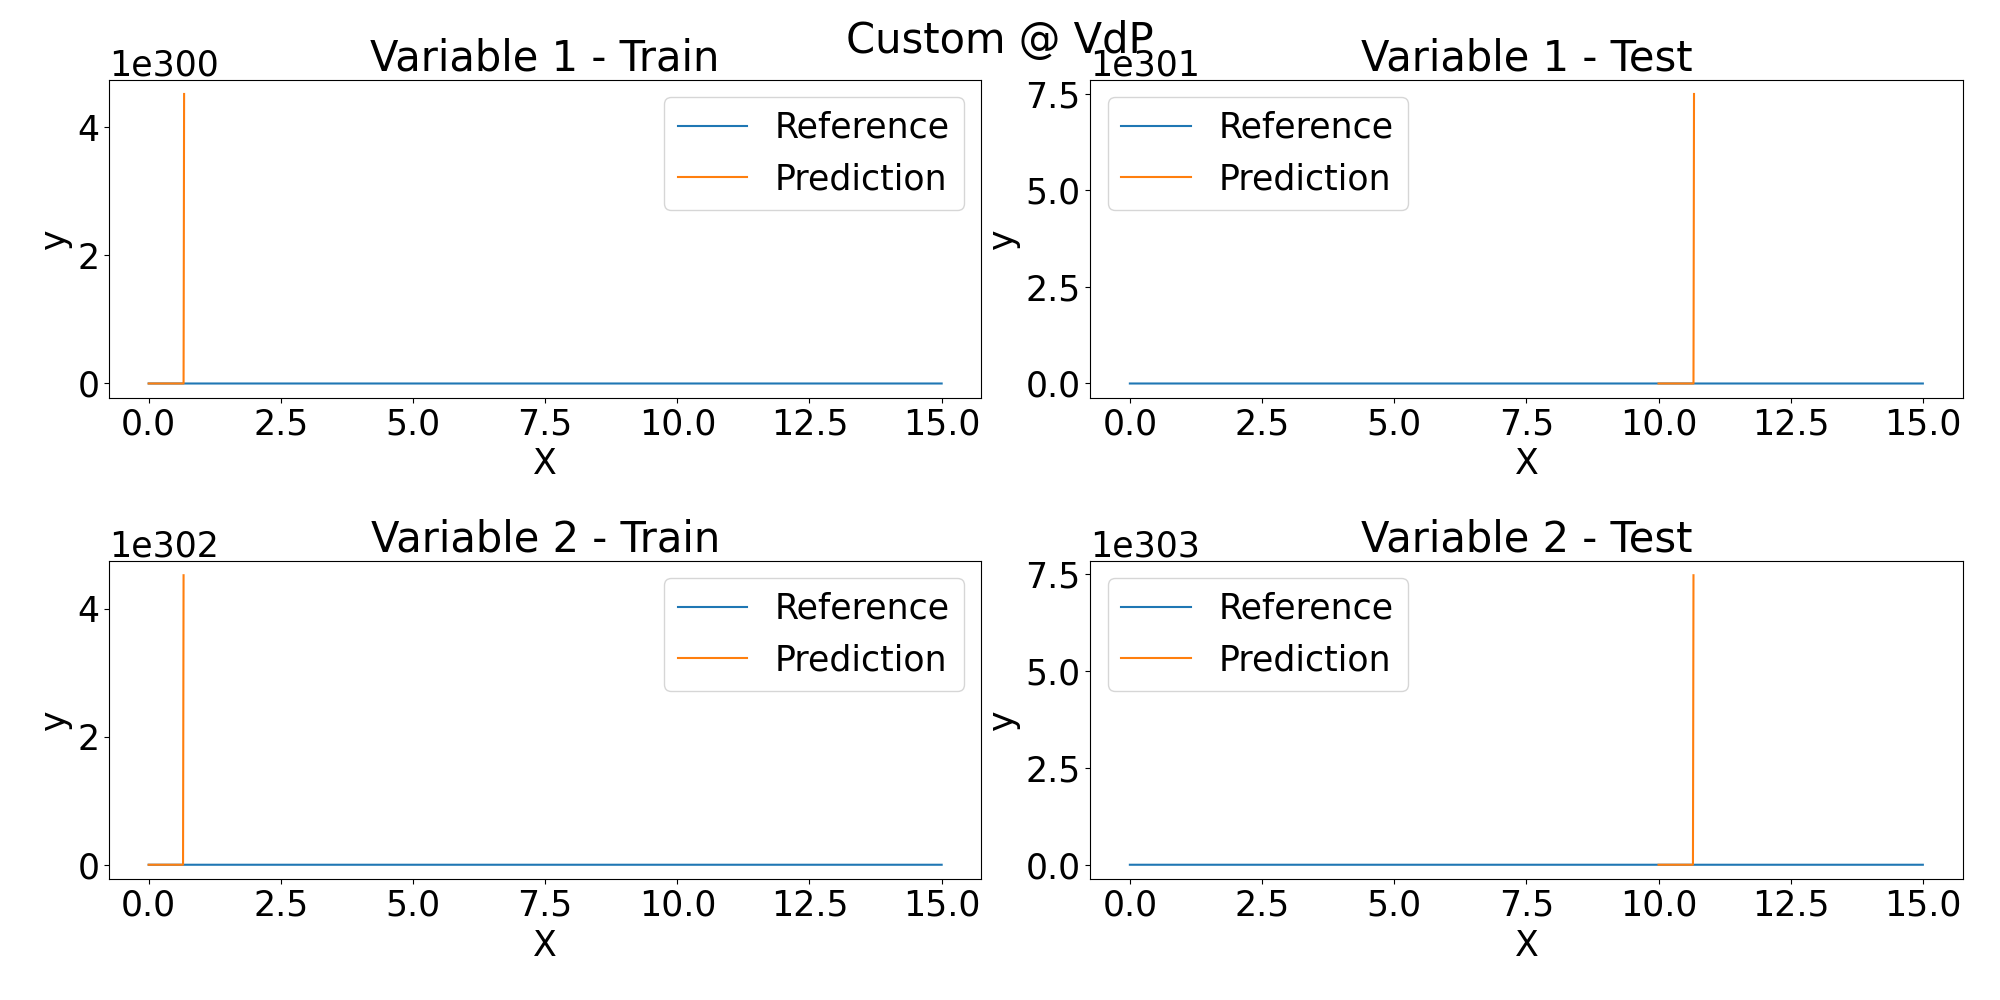 Custom @ VdP
Variable 1 - Train
1e300
4
2
0
y
Reference
Prediction
0.0 2.5 5.0 7.5 10.0 12.5 15.0
X
Variable 1 - Test
1e301
7.5
5.0
2.5
0.0
y
Reference
Prediction
0.0 2.5 5.0 7.5 10.0 12.5 15.0
X
Variable 2 - Train
1e302
4
2
0
y
Reference
Prediction
0.0 2.5 5.0 7.5 10.0 12.5 15.0
X
Variable 2 - Test
1e303
7.5
5.0
2.5
0.0
y
Reference
Prediction
0.0 2.5 5.0 7.5 10.0 12.5 15.0
X